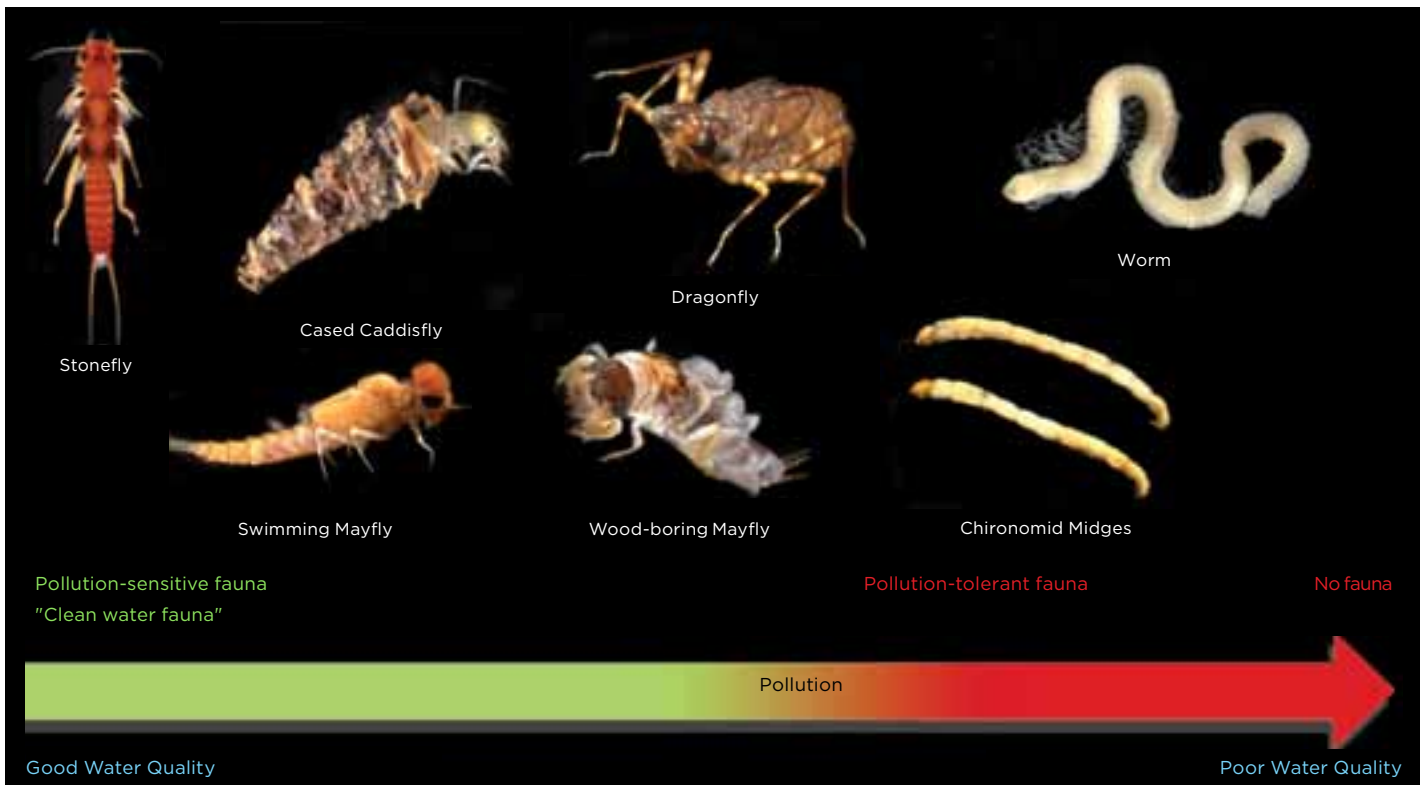 Stonefly
Cased Caddisfly
Dragonfly
Worm
Swimming Mayfly
Wood-boring Mayfly
Chironomid Midges
Pollution-sensitive fauna
"Clean water fauna"
Pollution-tolerant fauna
No fauna
Pollution
Good Water Quality
Poor Water Quality